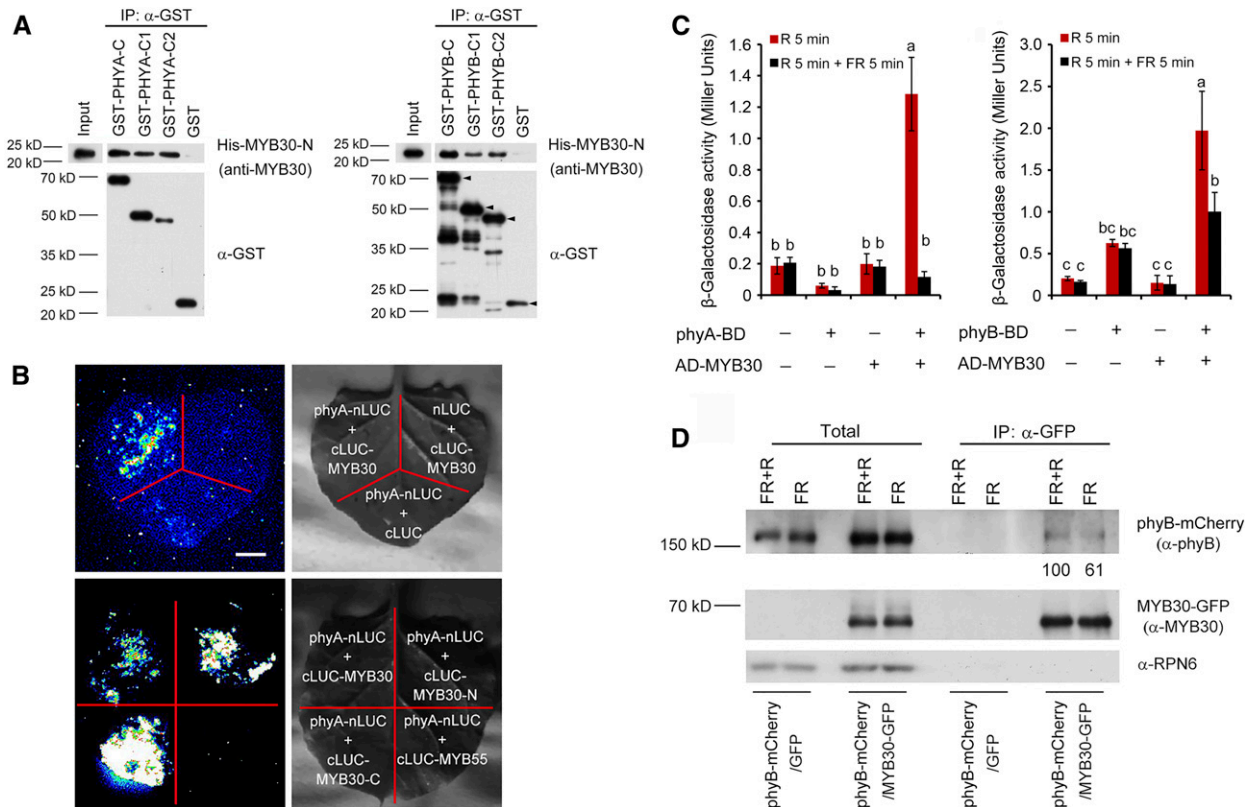 A
IP: α-GST
Input
GST-PHYA-C
GST-PHYA-C1
GST-PHYA-C2
GST
25 kD
20 kD
His-MYB30-N
(anti-MYB30)
70 kD
50 kD
35 kD
25 kD
20 kD
α-GST
IP: α-GST
Input
GST-PHYB-C
GST-PHYB-C1
GST-PHYB-C2
GST
25 kD
20 kD
His-MYB30-N
(anti-MYB30)
70 kD
50 kD
35 kD
25 kD
20 kD
α-GST
B
phyA-nLUC
+
cLUC-
MYB30
nLUC
+
cLUC-
MYB30
phyA-nLUC
+
cLUC
phyA-nLUC
+
cLUC-MYB30
phyA-nLUC
+
cLUC-
MYB30-N
phyA-nLUC
+
cLUC-
MYB30-C
phyA-nLUC
+
cLUC-MYB55
C
β-Galactosidase activity (Miller Units)
1.6
1.4
1.2
1.0
0.8
0.6
0.4
0.2
0
R 5 min
R 5 min + FR 5 min
b b
b b
b b
a
b
phyA-BD − + − +
AD-MYB30 − − + +
β-Galactosidase activity (Miller Units)
3.0
2.5
2.0
1.5
1.0
0.5
0.0
R 5 min
R 5 min + FR 5 min
c c
bc bc
c c
a
b
phyB-BD − + − +
AD-MYB30 − − + +
D
Total
IP: α-GFP
FR+R
FR
FR+R
FR
FR+R
FR
FR+R
FR
150 kD
phyB-mCherry
(α-phyB)
100 61
70 kD
MYB30-GFP
(α-MYB30)
α-RPN6
phyB-mCherry
/GFP
phyB-mCherry
/MYB30-GFP
phyB-mCherry
/GFP
phyB-mCherry
/MYB30-GFP